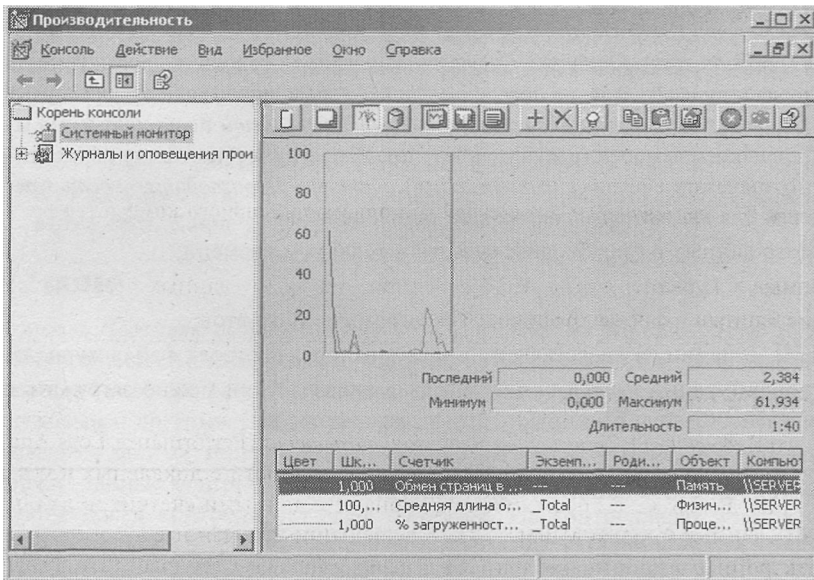 Производительность
Консоль Действие Вид Избранное Окно Справка
Корень консоли
Системный монитор
Журналы и оповещения прои
100
80
60
40
20
0
Последний 0,000 Средний 2,384
Минимум 0,000 Максимум 61,934
Длительность 1:40
Цвет Шк... Счетчик Экземп... Роди... Объект Компьют
1,000 Обмен страниц в ... --- --- Память \\SERVER
100,... Средняя длина о... _Total --- Физич... \\SERVER
1,000 % загруженност... _Total --- Проце... \\SERVER